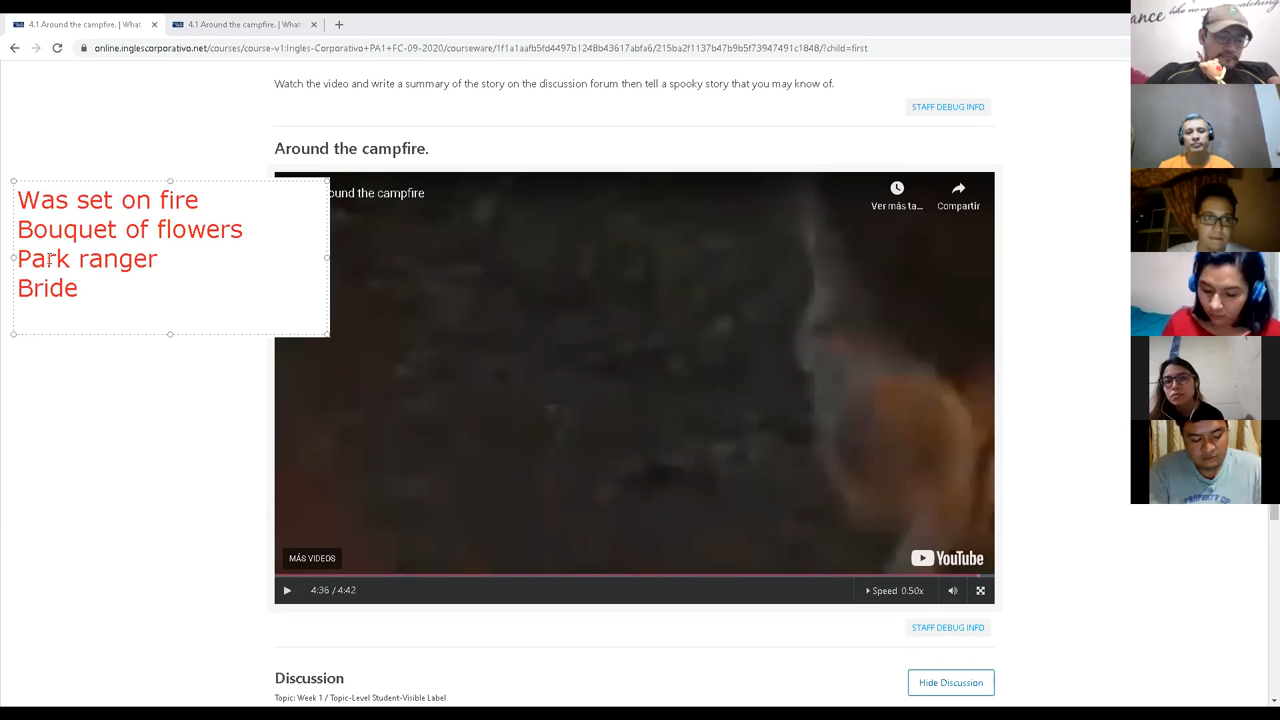 4.1 Around the campfire. | What
4.1 Around the campfire. | What
online.inglescorporativo.net/courses/course-v1:Ingles-Corporativo+PA1+FC-09-2020/courseware/1f1a1aafb5fd4497b1248b43617abfa6/215ba2f1137b47b9b5f73947491c1848/?child=first
Watch the video and write a summary of the story on the discussion forum then tell a spooky story that you may know of.
STAFF DEBUG INFO
Around the campfire.
ound the campfire
Ver más ta...
Compartir
Was set on fire
Bouquet of flowers
Park ranger
Bride
MÁS VIDEOS
YouTube
4:36 / 4:42
Speed 0.50x
STAFF DEBUG INFO
Discussion
Hide Discussion
Topic: Week 1 / Topic-Level Student-Visible Label
PROPERTY OF